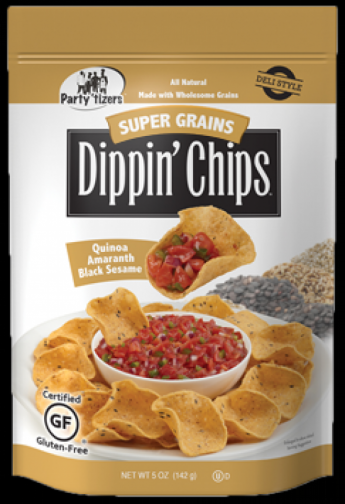 Party'tizers
All Natural
Made with Wholesome Grains
DELI STYLE
SUPER GRAINS
Dippin' Chips
Quinoa
Amaranth
Black Sesame
Certified
GF
Gluten-Free
NET WT 5 OZ (142g)
U D